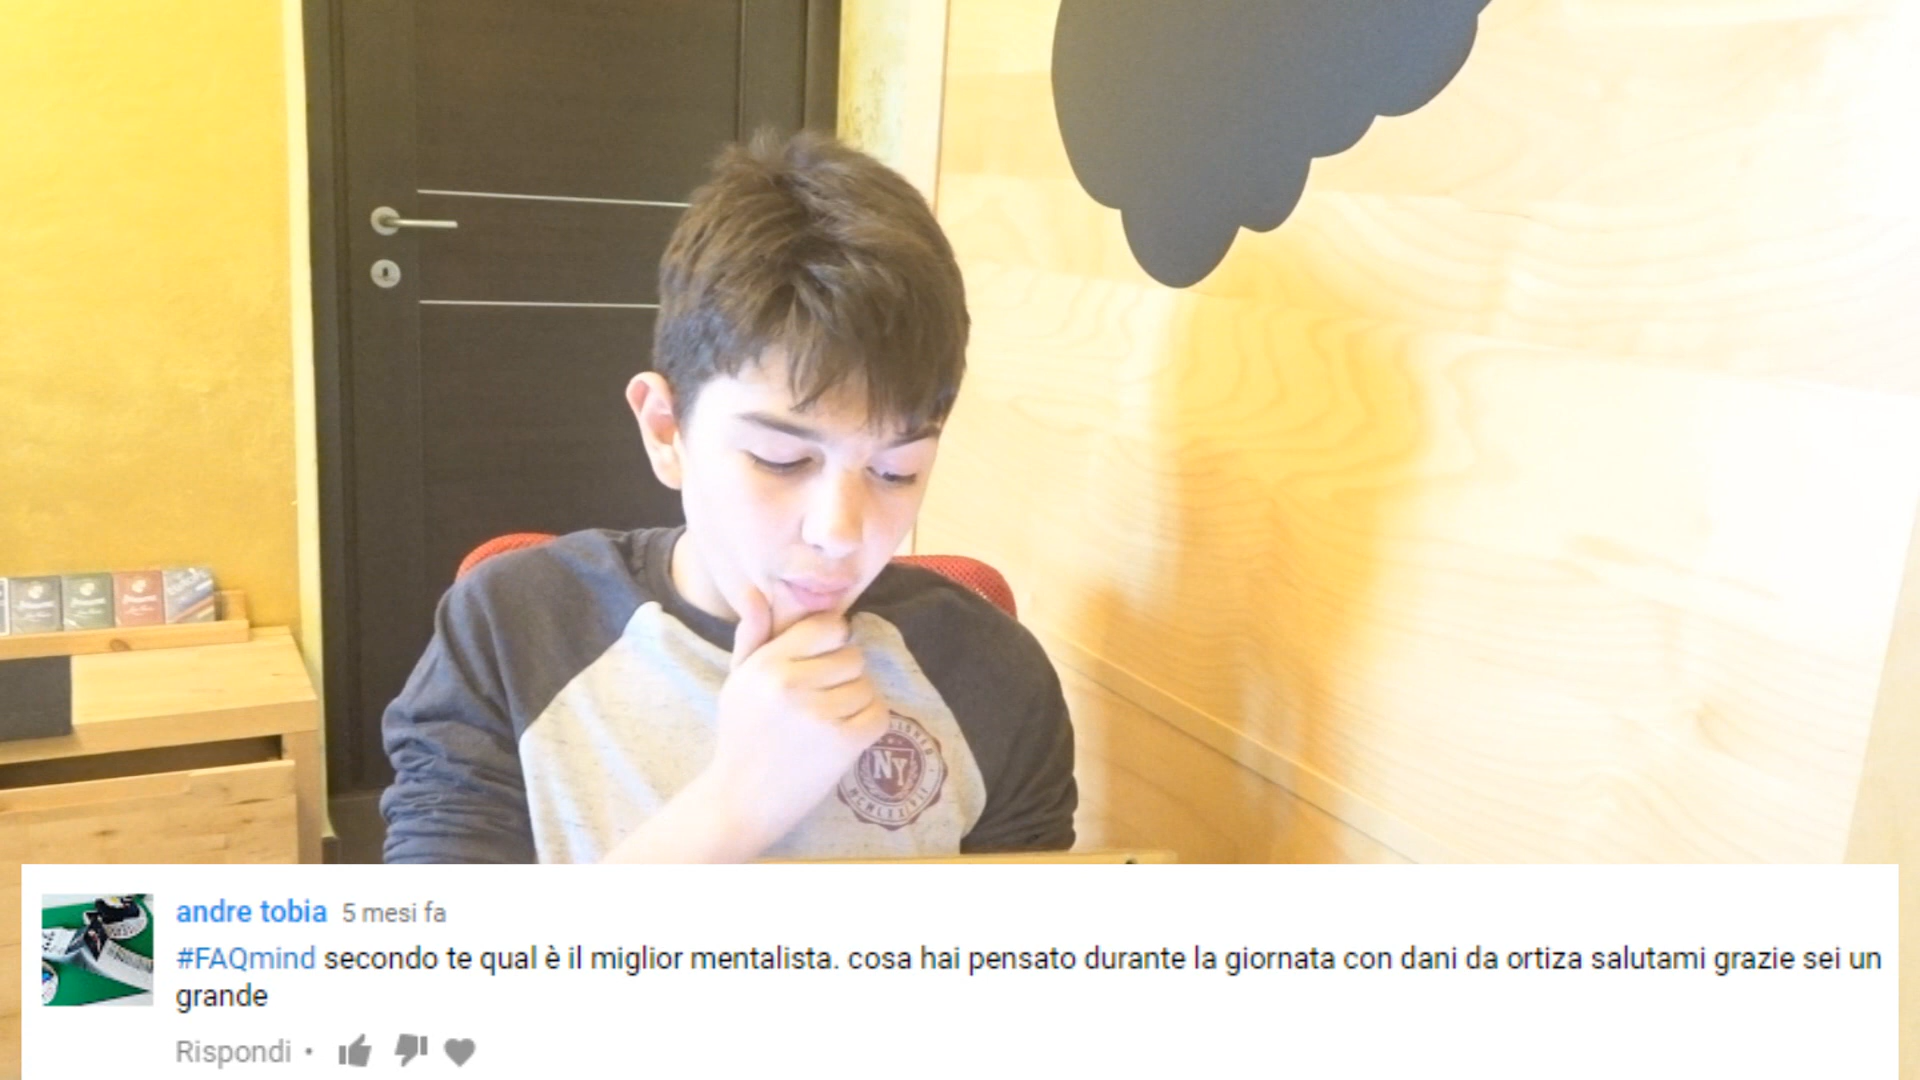 NY
andre tobia 5 mesi fa
#FAQmind secondo te qual è il miglior mentalista. cosa hai pensato durante la giornata con dani da ortiza salutami grazie sei un
grande
Rispondi •